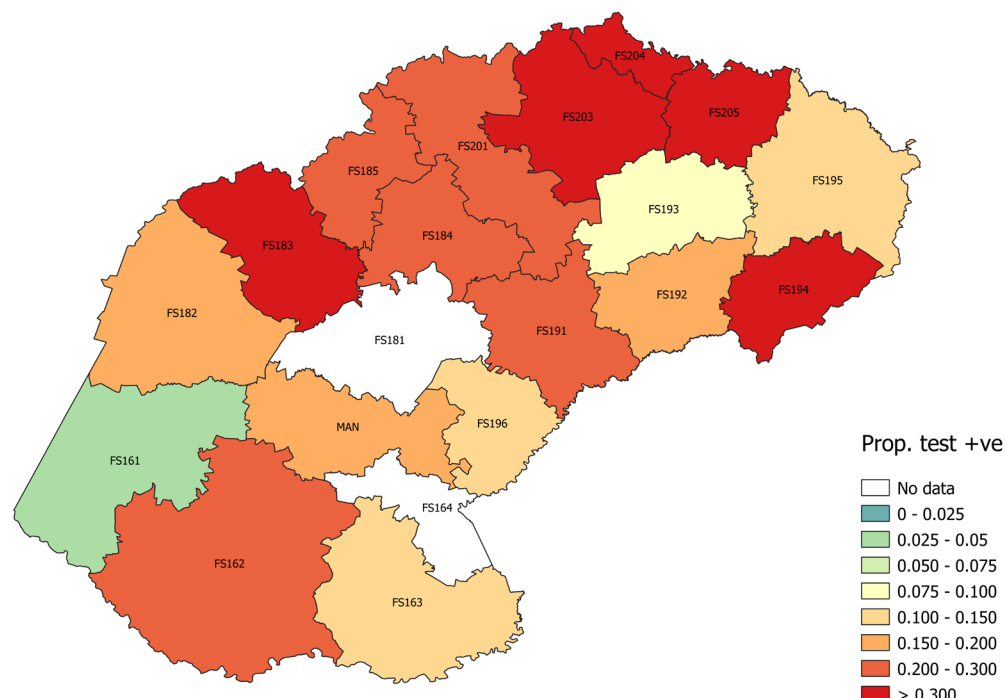 FS204
FS203
FS205
FS201
FS185
FS195
FS193
FS184
FS183
FS194
FS192
FS182
FS191
FS181
FS196
MAN
FS161
FS164
FS162
FS163
Prop. test +ve
No data
0 - 0.025
0.025 - 0.05
0.050 - 0.075
0.075 - 0.100
0.100 - 0.150
0.150 - 0.200
0.200 - 0.300
> 0.300